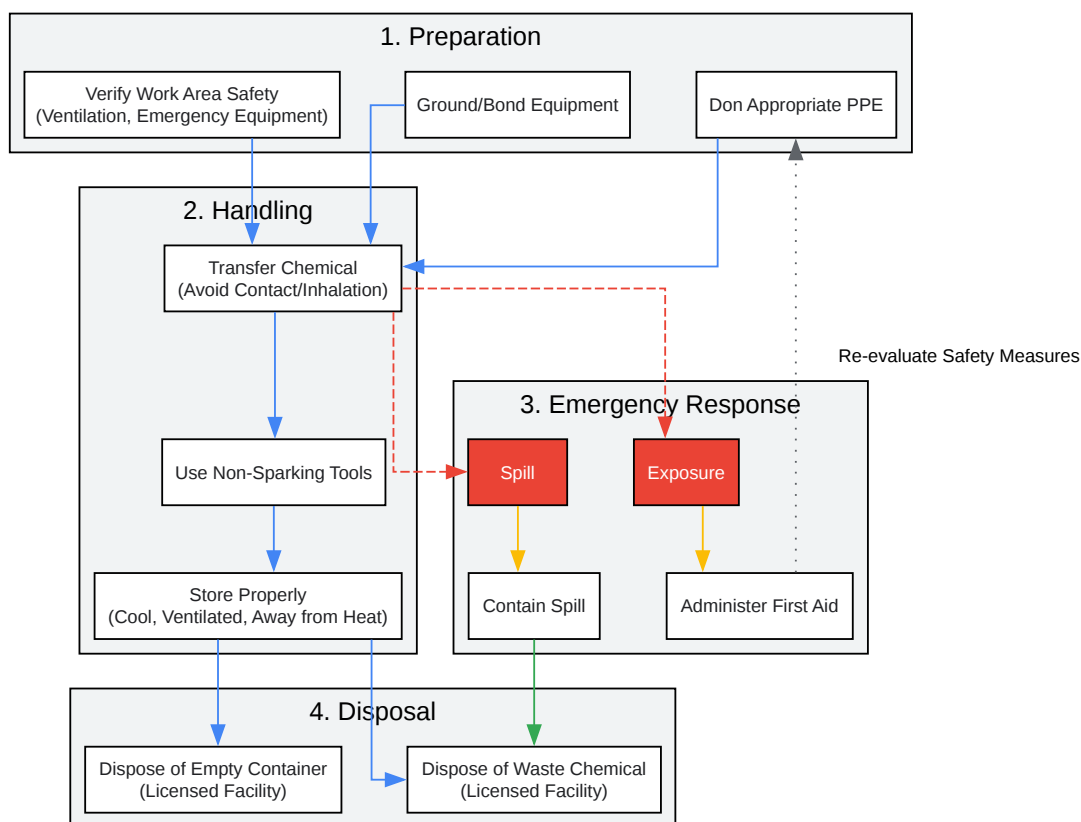 1. Preparation
Verify Work Area Safety
(Ventilation, Emergency Equipment)
Ground/Bond Equipment
Don Appropriate PPE
2. Handling
Transfer Chemical
(Avoid Contact/Inhalation)
Re-evaluate Safety Measures
3. Emergency Response
Use Non-Sparking Tools
Spill
Exposure
Store Properly
(Cool, Ventilated, Away from Heat)
Contain Spill
Administer First Aid
4. Disposal
Dispose of Empty Container
(Licensed Facility)
Dispose of Waste Chemical
(Licensed Facility)